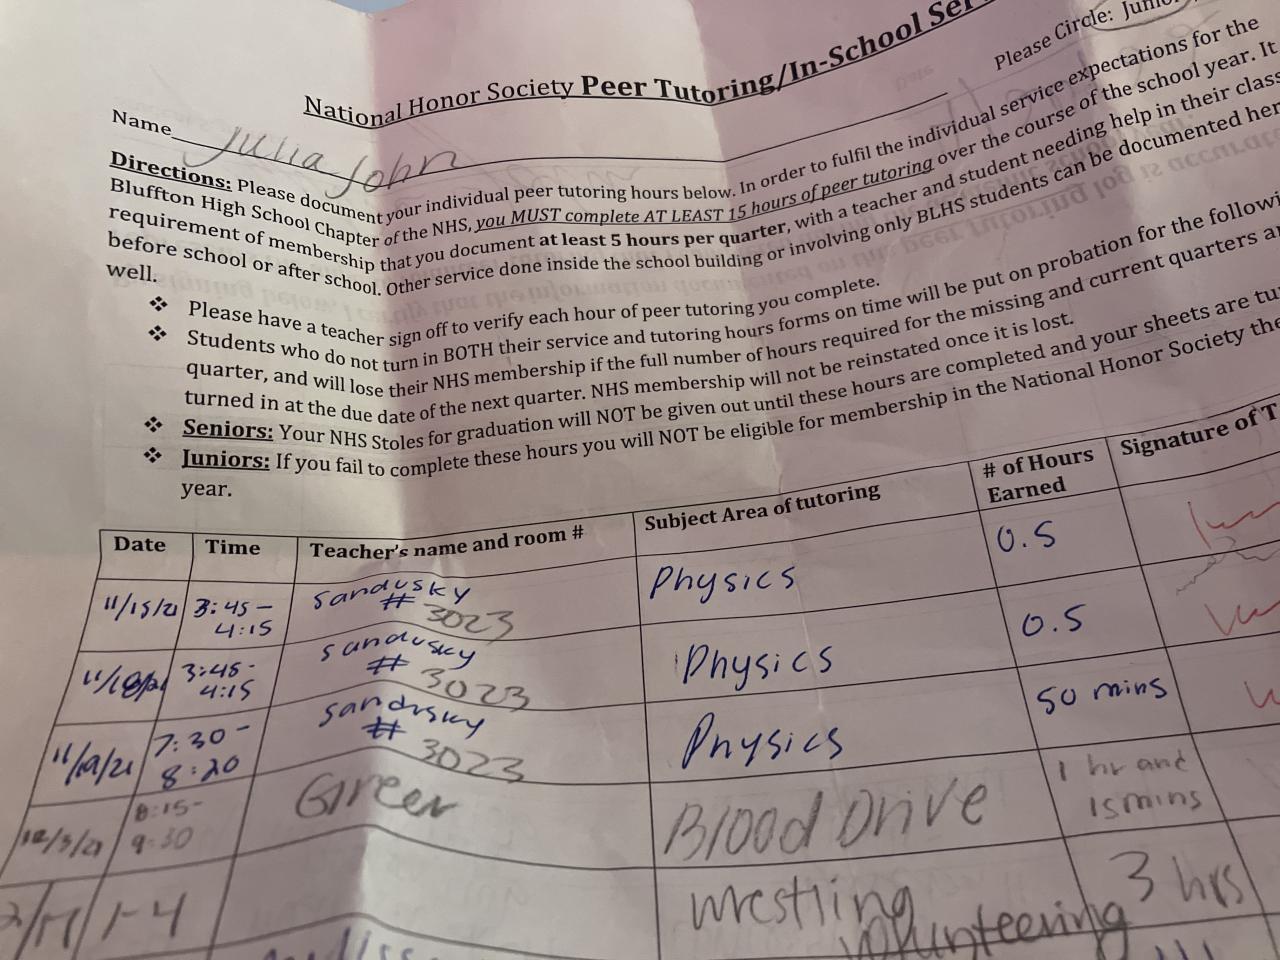 National Honor Society Peer Tutoring/In-School
Name Julia John
Please Circle:
Directions: Please document your individual peer tutoring hours below. In order to fulfil the individual service expectations for the
Bluffton High School Chapter of the NHS, you MUST complete AT LEAST 15 hours of peer tutoring over the course of the school year. It
requirement of membership that you document at least 5 hours per quarter, with a teacher and student needing help in their
before school or after school. Other service done inside the school building or involving only BLHS students can be documented
well.
❖ Please have a teacher sign off to verify each hour of peer tutoring you complete.
❖ Students who do not turn in BOTH their service and tutoring hours forms on time will be put on probation for the
quarter, and will lose their NHS membership if the full number of hours required for the missing and current quarters
turned in at the due date of the next quarter. NHS membership will not be reinstated once it is lost.
❖ Seniors: Your NHS Stoles for graduation will NOT be given out until these hours are completed and your sheets are
❖ Juniors: If you fail to complete these hours you will NOT be eligible for membership in the National Honor Society
year.
Date Time Teacher's name and room # Subject Area of tutoring # of Hours Earned Signature of
11/15/21 3:45-4:15 Sandusky # 3023 Physics 0.5
3:45-4:15 Sandusky # 3023 Physics 0.5
11/19/21 7:30-8:20 Sandusky # 3023 Physics 50 mins
12/3/21 8:15-9:30 Greer Blood Drive 1 hr and 15 mins
1-4 wrestling volunteering 3 hrs